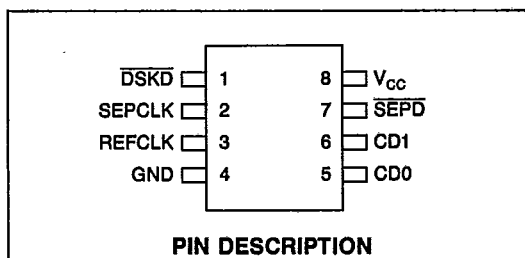 DSKD 1 8 VCC
SEPCLK 2 7 SEPD
REFCLK 3 6 CD1
GND 4 5 CD0
PIN DESCRIPTION